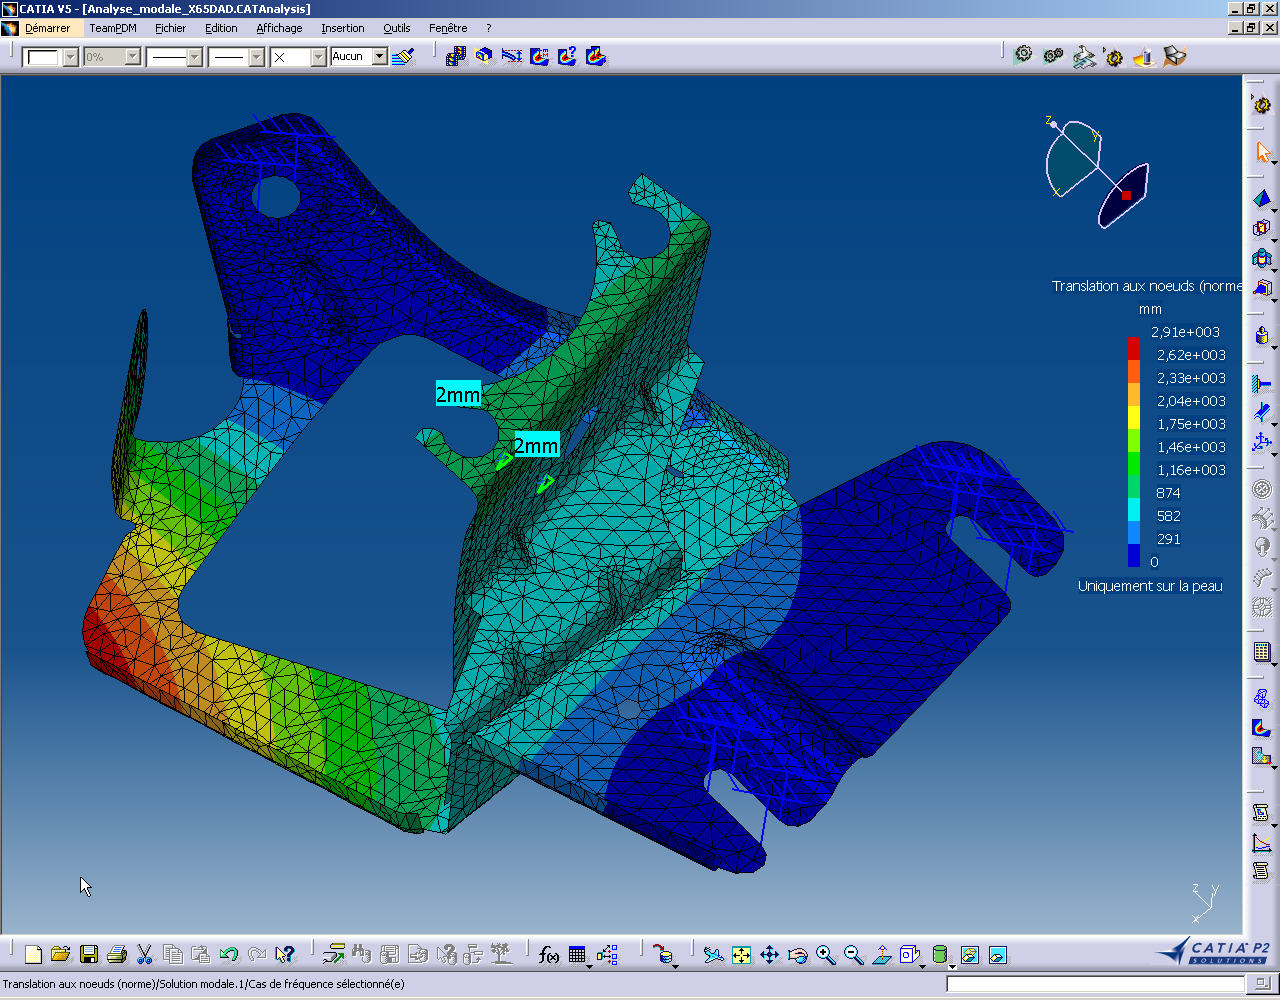 CATIA V5 - [Analyse_modale_X65DAD.CATAnalysis]
Démarrer TeamPDM Fichier Edition Affichage Insertion Outils Fenêtre ?
0% Aucun
z
y
x
Translation aux noeuds (norme
mm
2,91e+003
2,62e+003
2,33e+003
2,04e+003
1,75e+003
1,46e+003
1,16e+003
874
582
291
0
Uniquement sur la peau
2mm
2mm
z y
x
f(x)
CATIA P2
SOLUTIONS
Translation aux noeuds (norme)/Solution modale.1/Cas de fréquence sélectionné(e)